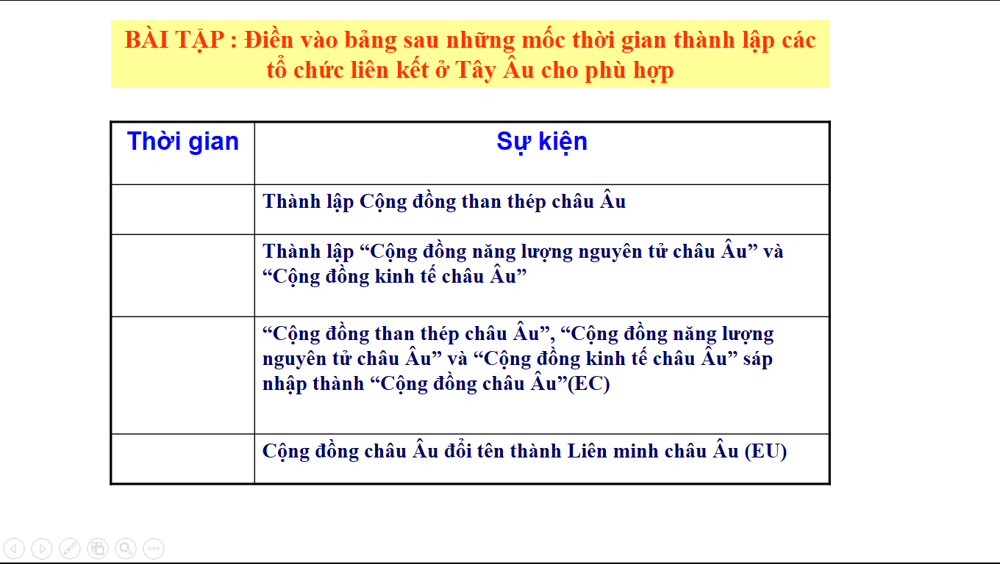 BÀI TẬP : Điền vào bảng sau những mốc thời gian thành lập các
tổ chức liên kết ở Tây Âu cho phù hợp
Thời gian
Sự kiện
Thành lập Cộng đồng than thép châu Âu
Thành lập “Cộng đồng năng lượng nguyên tử châu Âu” và
“Cộng đồng kinh tế châu Âu”
“Cộng đồng than thép châu Âu”, “Cộng đồng năng lượng
nguyên tử châu Âu” và “Cộng đồng kinh tế châu Âu” sáp
nhập thành “Cộng đồng châu Âu”(EC)
Cộng đồng châu Âu đổi tên thành Liên minh châu Âu (EU)